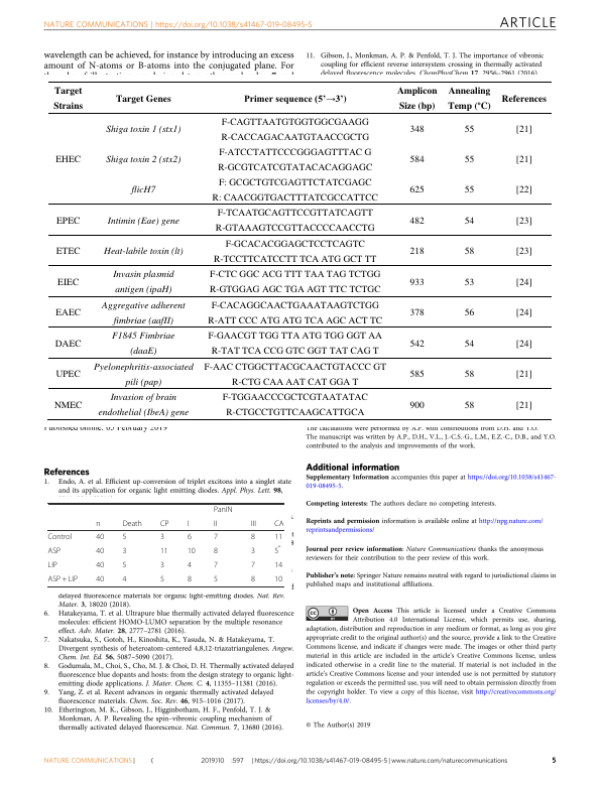 NATURE COMMUNICATIONS | https://doi.org/10.1038/s41467-019-08495-5
ARTICLE
wavelength can be achieved, for instance by introducing an excess
amount of N-atoms or B-atoms into the conjugated plane. For
11. Gibson, J., Monkman, A. P. & Penfold, T. J. The importance of vibronic
coupling for efficient reverse intersystem crossing in thermally activated
delayed fluorescence molecules. ChemPhysChem 17, 2956–2961 (2016).
Target Strains Target Genes Primer sequence (5'→3') Amplicon Size (bp) Annealing Temp (°C) References
EHEC Shiga toxin 1 (stx1) F-CAGTTAATGTGGTGGCGAAGG 348 55 [21]
R-CACCAGACAATGTAACCGCTG
Shiga toxin 2 (stx2) F-ATCCTATTCCCGGGAGTTTAC G 584 55 [21]
R-GCGTCATCGTATACACAGGAGC
flicH7 F: GCGCTGTCGAGTTCTATCGAGC 625 55 [22]
R: CAACGGTGACTTTATCGCCATTCC
EPEC Intimin (Eae) gene F-TCAATGCAGTTCCGTTATCAGTT 482 54 [23]
R-GTAAAGTCCGTTACCCCAACCTG
ETEC Heat-labile toxin (lt) F-GCACACGGAGCTCCTCAGTC 218 58 [23]
R-TCCTTCATCCTT TCA ATG GCT TT
EIEC Invasin plasmid antigen (ipaH) F-CTC GGC ACG TTT TAA TAG TCTGG 933 53 [24]
R-GTGGAG AGC TGA AGT TTC TCTGC
EAEC Aggregative adherent fimbriae (aafII) F-CACAGGCAACTGAAATAAGTCTGG 378 56 [24]
R-ATT CCC ATG ATG TCA AGC ACT TC
DAEC F1845 Fimbriae (daaE) F-GAACGT TGG TTA ATG TGG GGT AA 542 54 [24]
R-TAT TCA CCG GTC GGT TAT CAG T
UPEC Pyelonephritis-associated pili (pap) F-AAC CTGGCTTACGCAACTGTACCC GT 585 58 [21]
R-CTG CAA AAT CAT GGA T
NMEC Invasion of brain endothelial (IbeA) gene F-TGGAACCCGCTCGTAATATAC 900 58 [21]
R-CTGCCTGTTCAAGCATTGCA
Published online: 05 February 2019
The calculations were performed by A.P. with contributions from D.H. and Y.O.
The manuscript was written by A.P., D.H., V.L., J.-C.S.-G., L.M., E.Z.-C., D.B., and Y.O.
contributed to the analysis and improvements of the work.
References
1. Endo, A. et al. Efficient up-conversion of triplet excitons into a singlet state
and its application for organic light emitting diodes. Appl. Phys. Lett. 98,
PanIN
n Death CP I II III CA
Control 40 5 3 6 7 8 11
ASP 40 3 11 10 8 3 5*
LIP 40 5 3 4 7 7 14
ASP + LIP 40 4 5 8 5 8 10
delayed fluorescence materials for organic light-emitting diodes. Nat. Rev.
Mater. 3, 18020 (2018).
6. Hatakeyama, T. et al. Ultrapure blue thermally activated delayed fluorescence
molecules: efficient HOMO-LUMO separation by the multiple resonance
effect. Adv. Mater. 28, 2777–2781 (2016).
7. Nakatsuka, S., Gotoh, H., Kinoshita, K., Yasuda, N. & Hatakeyama, T.
Divergent synthesis of heteroatom-centered 4,8,12-triazatriangulenes. Angew.
Chem. Int. Ed. 56, 5087–5090 (2017).
8. Godumala, M., Choi, S., Cho, M. J. & Choi, D. H. Thermally activated delayed
fluorescence blue dopants and hosts: from the design strategy to organic light-
emitting diode applications. J. Mater. Chem. C. 4, 11355–11381 (2016).
9. Yang, Z. et al. Recent advances in organic thermally activated delayed
fluorescence materials. Chem. Soc. Rev. 46, 915–1016 (2017).
10. Etherington, M. K., Gibson, J., Higginbotham, H. F., Penfold, T. J. &
Monkman, A. P. Revealing the spin–vibronic coupling mechanism of
thermally activated delayed fluorescence. Nat. Commun. 7, 13680 (2016).
Additional information
Supplementary Information accompanies this paper at https://doi.org/10.1038/s41467-
019-08495-5.
Competing interests: The authors declare no competing interests.
Reprints and permission information is available online at http://npg.nature.com/
reprintsandpermissions/
Journal peer review information: Nature Communications thanks the anonymous
reviewers for their contribution to the peer review of this work.
Publisher's note: Springer Nature remains neutral with regard to jurisdictional claims in
published maps and institutional affiliations.
cc BY
Open Access This article is licensed under a Creative Commons
Attribution 4.0 International License, which permits use, sharing,
adaptation, distribution and reproduction in any medium or format, as long as you give
appropriate credit to the original author(s) and the source, provide a link to the Creative
Commons license, and indicate if changes were made. The images or other third party
material in this article are included in the article's Creative Commons license, unless
indicated otherwise in a credit line to the material. If material is not included in the
article's Creative Commons license and your intended use is not permitted by statutory
regulation or exceeds the permitted use, you will need to obtain permission directly from
the copyright holder. To view a copy of this license, visit http://creativecommons.org/
licenses/by/4.0/.
© The Author(s) 2019
NATURE COMMUNICATIONS | ( 2019)10 :597 | https://doi.org/10.1038/s41467-019-08495-5 | www.nature.com/naturecommunications 5